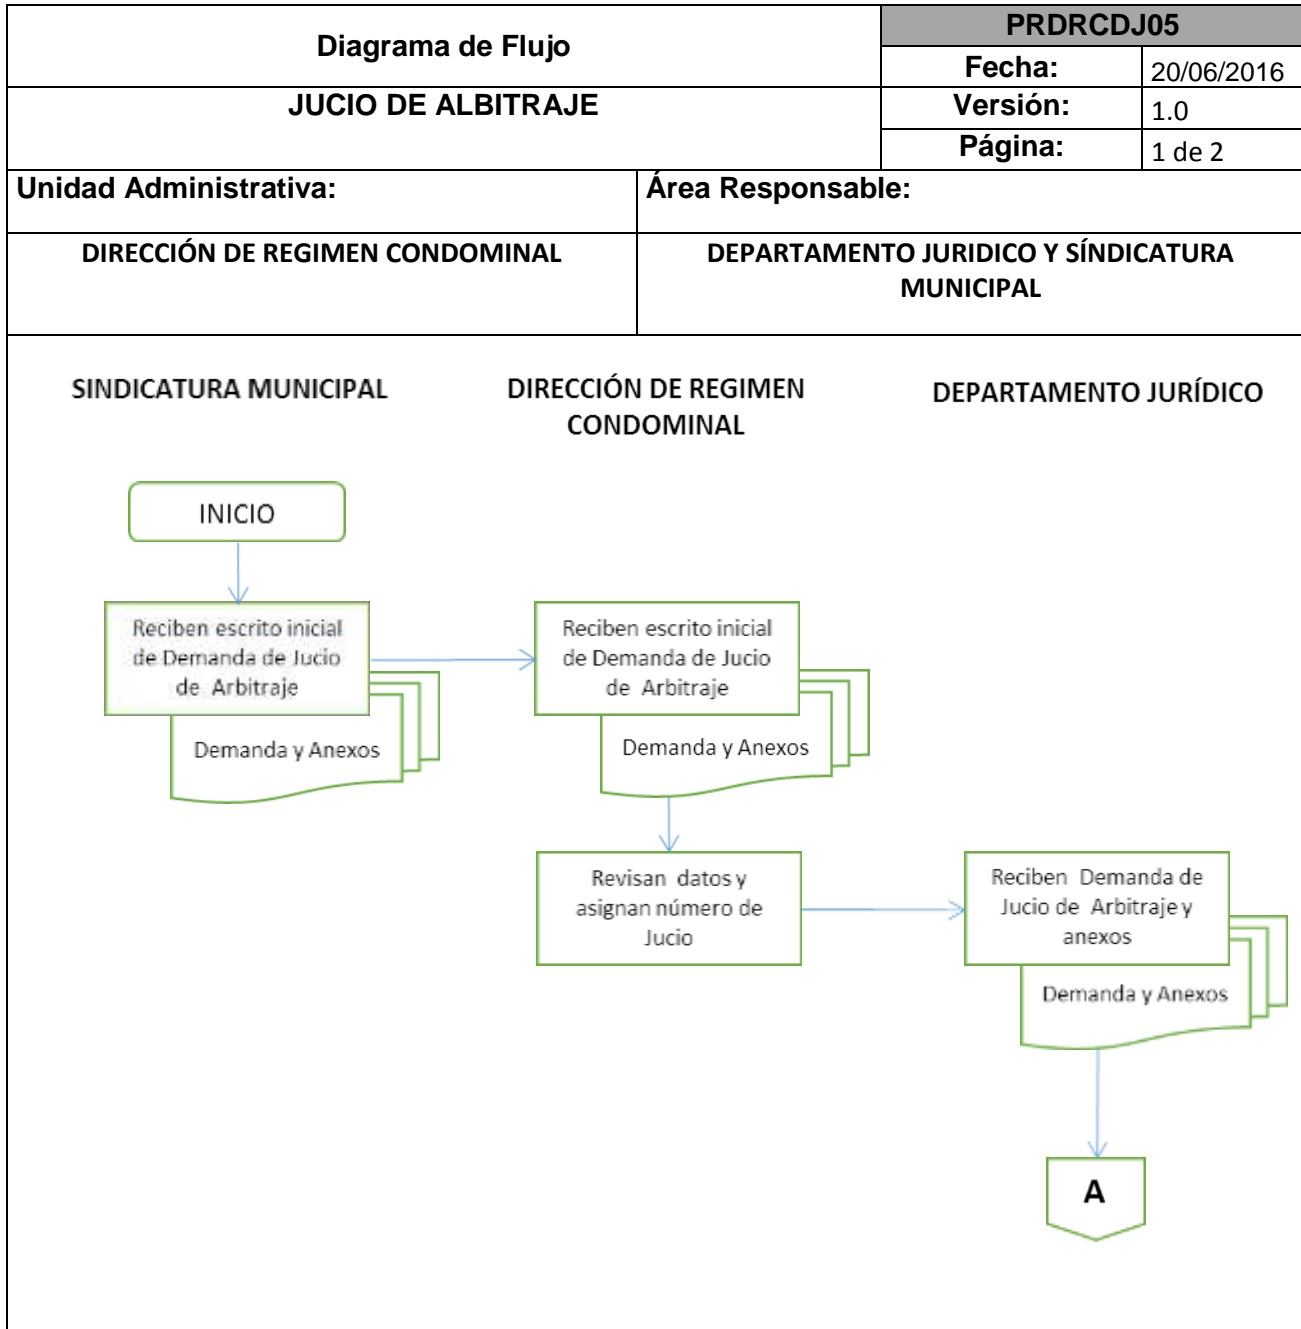 Diagrama de Flujo
PRDRCDJ05
Fecha:
20/06/2016
JUCIO DE ALBITRAJE
Versión:
1.0
Página:
1 de 2
Unidad Administrativa:
Área Responsable:
DIRECCIÓN DE REGIMEN CONDOMINAL
DEPARTAMENTO JURIDICO Y SÍNDICATURA
MUNICIPAL
SINDICATURA MUNICIPAL
DIRECCIÓN DE REGIMEN
CONDOMINAL
DEPARTAMENTO JURÍDICO
INICIO
Reciben escrito inicial
de Demanda de Jucio
de Arbitraje
Demanda y Anexos
Reciben escrito inicial
de Demanda de Jucio
de Arbitraje
Demanda y Anexos
Revisan datos y
asignan número de
Jucio
Reciben Demanda de
Jucio de Arbitraje y
anexos
Demanda y Anexos
A